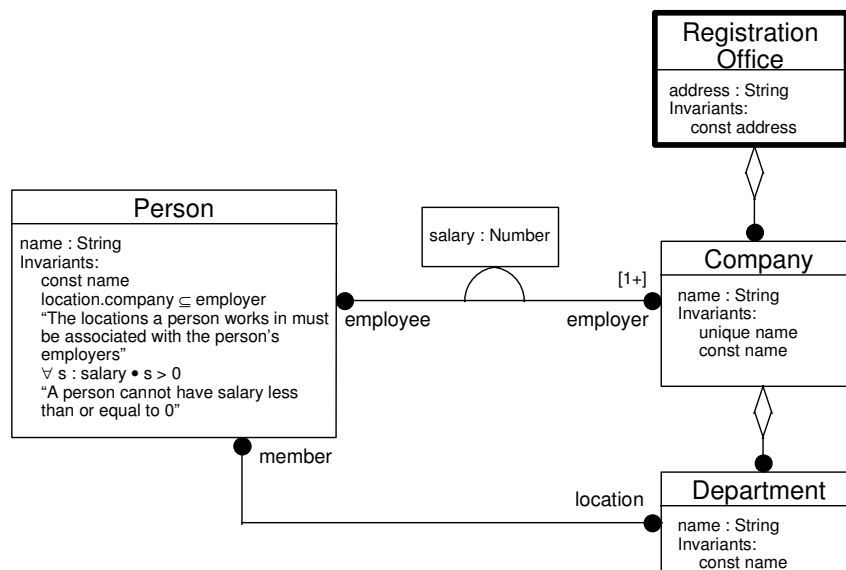 Registration
Office
address : String
Invariants:
const address
Person
name : String
Invariants:
const name
location.company ⊆ employer
“The locations a person works in must
be associated with the person’s
employers”
∀ s : salary • s > 0
“A person cannot have salary less
than or equal to 0”
salary : Number
[1+]
employee
employer
Company
name : String
Invariants:
unique name
const name
member
location
Department
name : String
Invariants:
const name